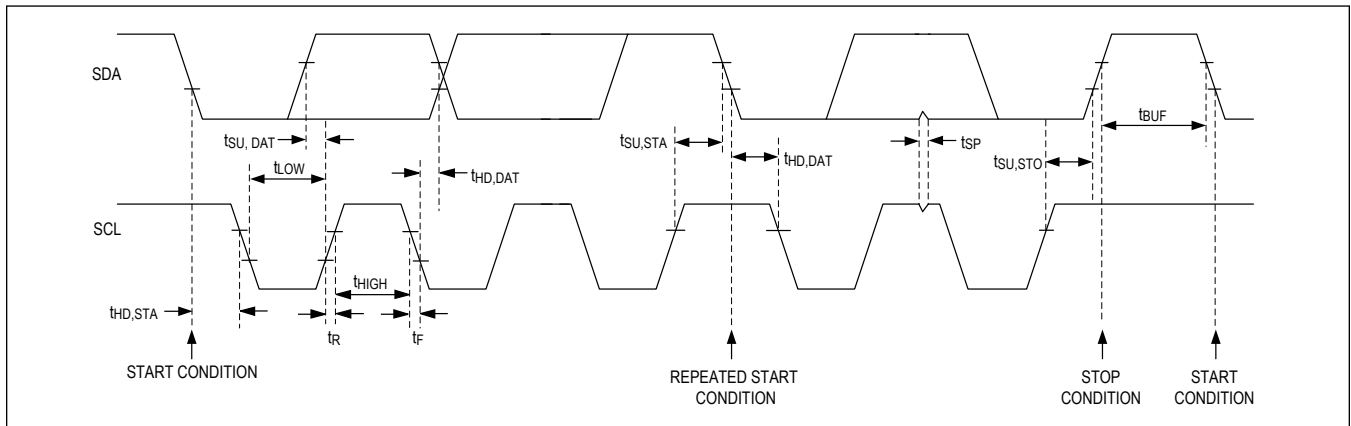 SDA
tSU, DAT
tLOW
tHD,DAT
tSU,STA
tHD,DAT
tSP
tSU,STO
tBUF
SCL
tHD,STA
tR
tHIGH
tF
START CONDITION
REPEATED START
CONDITION
STOP
CONDITION
START
CONDITION